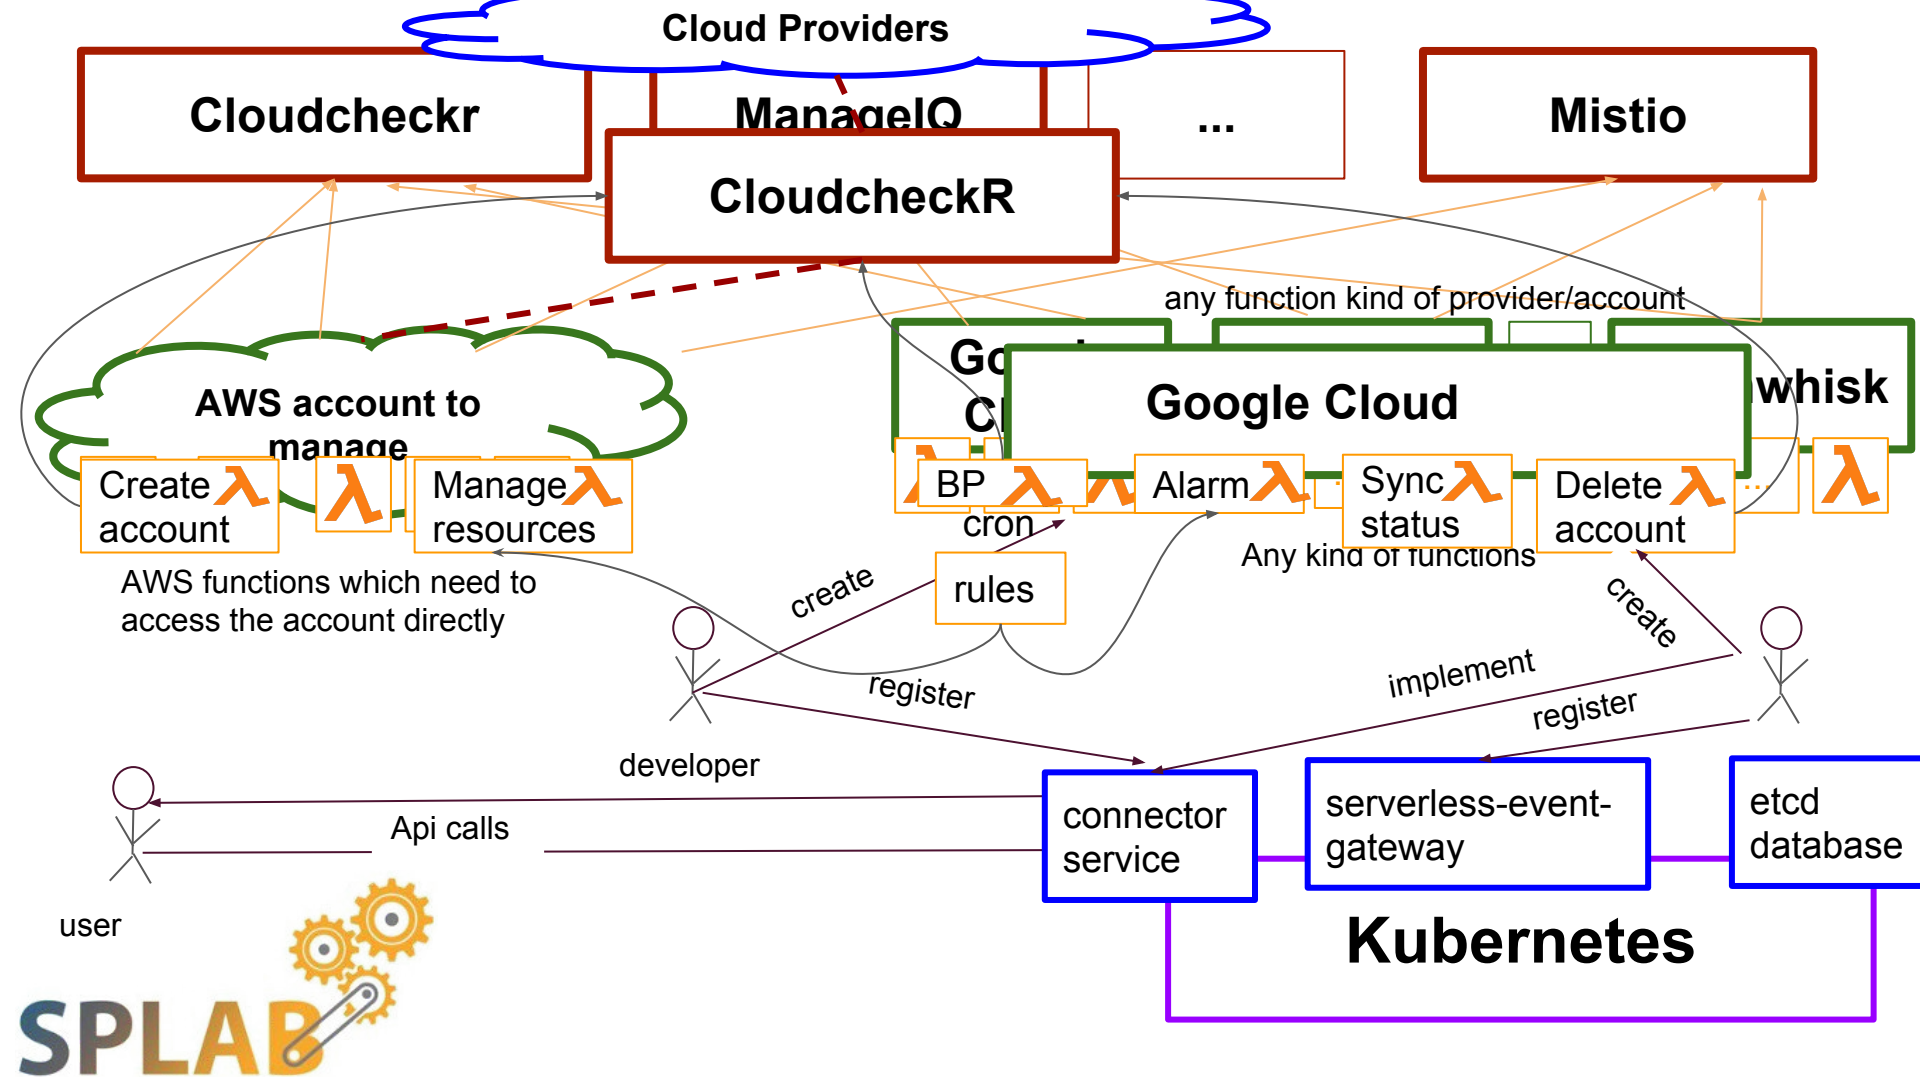 Cloud Providers
Cloudcheckr
ManageIQ
...
Mistio
CloudcheckR
any function kind of provider/account
AWS account to
manage
Go
Cl
Google Cloud
whisk
Create
account
Manage
resources
BP
cron
Alarm
Sync
status
Delete
account
...
Any kind of functions
rules
AWS functions which need to
access the account directly
create
create
register
implement
register
developer
Api calls
user
connector
service
serverless-event-
gateway
etcd
database
Kubernetes
SPLAB